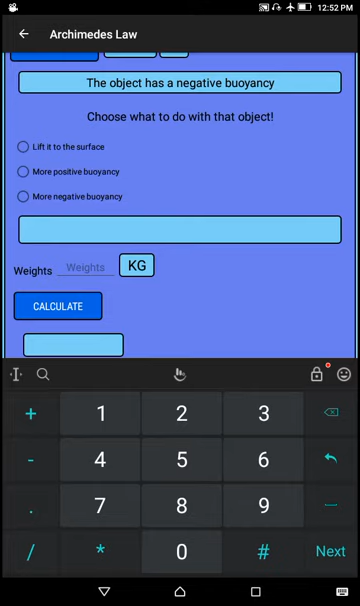 12:52 PM
Archimedes Law
The object has a negative buoyancy
Choose what to do with that object!
Lift it to the surface
More positive buoyancy
More negative buoyancy
Weights Weights KG
CALCULATE
+ 1 2 3
- 4 5 6
. 7 8 9
/ * 0 # Next